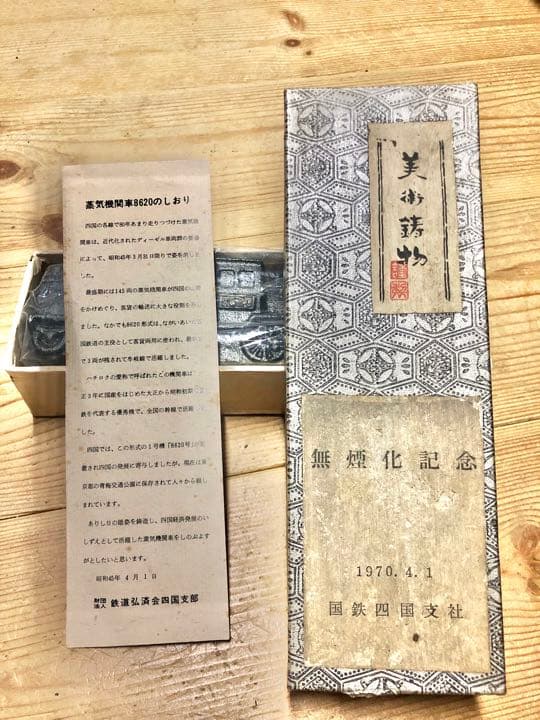 蒸気機関車8620のしおり
四国の各線で80年あまり走りつづけた蒸気機
関車は、近代化されたディーゼル車両群の整備
によって、昭和45年3月31日限りで姿を消しま
した。
最盛期には145両の蒸気機関車が四国の山野
をかけめぐり、客貨の輸送に大きな役割を
ました。なかでも8620形式は、ながいあい
国鉄道の主役として客貨両用に使われ、最
で3両が残されて牟岐線で活躍しました。
ハチロクの愛称で呼ばれたこの機関車は
正3年に国産をはじめた大正から昭和初期
鉄を代表する優秀機で、全国の幹線で活躍
した。
四国では、この形式の1号機「8620号」が
置され四国の発展に寄与しましたが、現在は東
京都の青梅交通公園に保存されて人々から親し
まれています。
ありし日の雄姿を鋳造し、四国経済発展のい
しずえとして活躍した蒸気機関車をしのぶよす
がとしたいと思います。
昭和45年 4月 1日
財団法人 鉄道弘済会四国支部
美術鋳物
無煙化記念
1970.4.1
国鉄四国支社